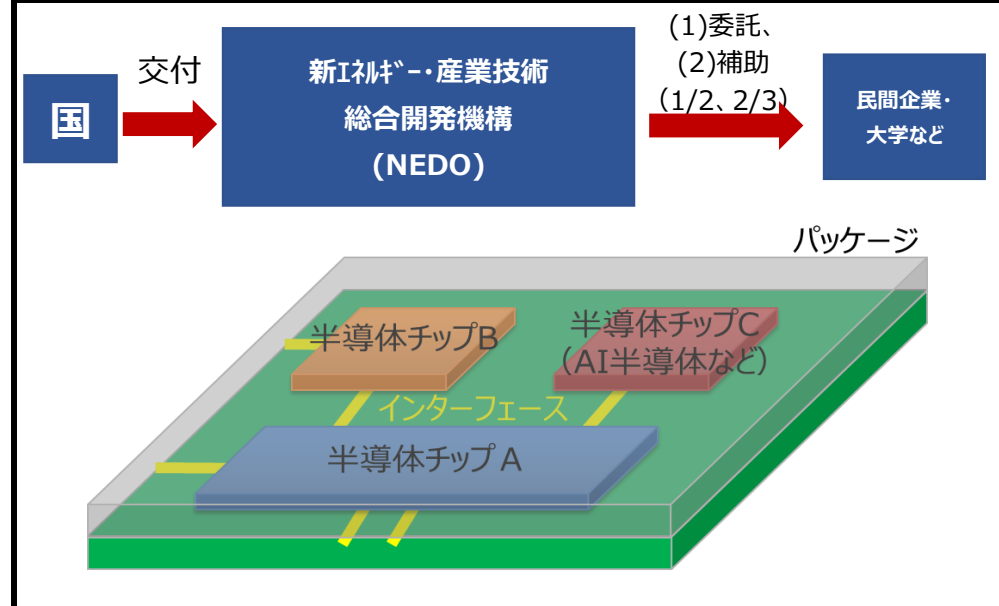 国
交付
新ｴﾈﾙｷﾞｰ・産業技術
総合開発機構
(NEDO)
(1)委託、
(2)補助
（1/2、2/3）
民間企業・
大学など
パッケージ
半導体チップB
半導体チップC
（AI半導体など）
インターフェース
半導体チップA